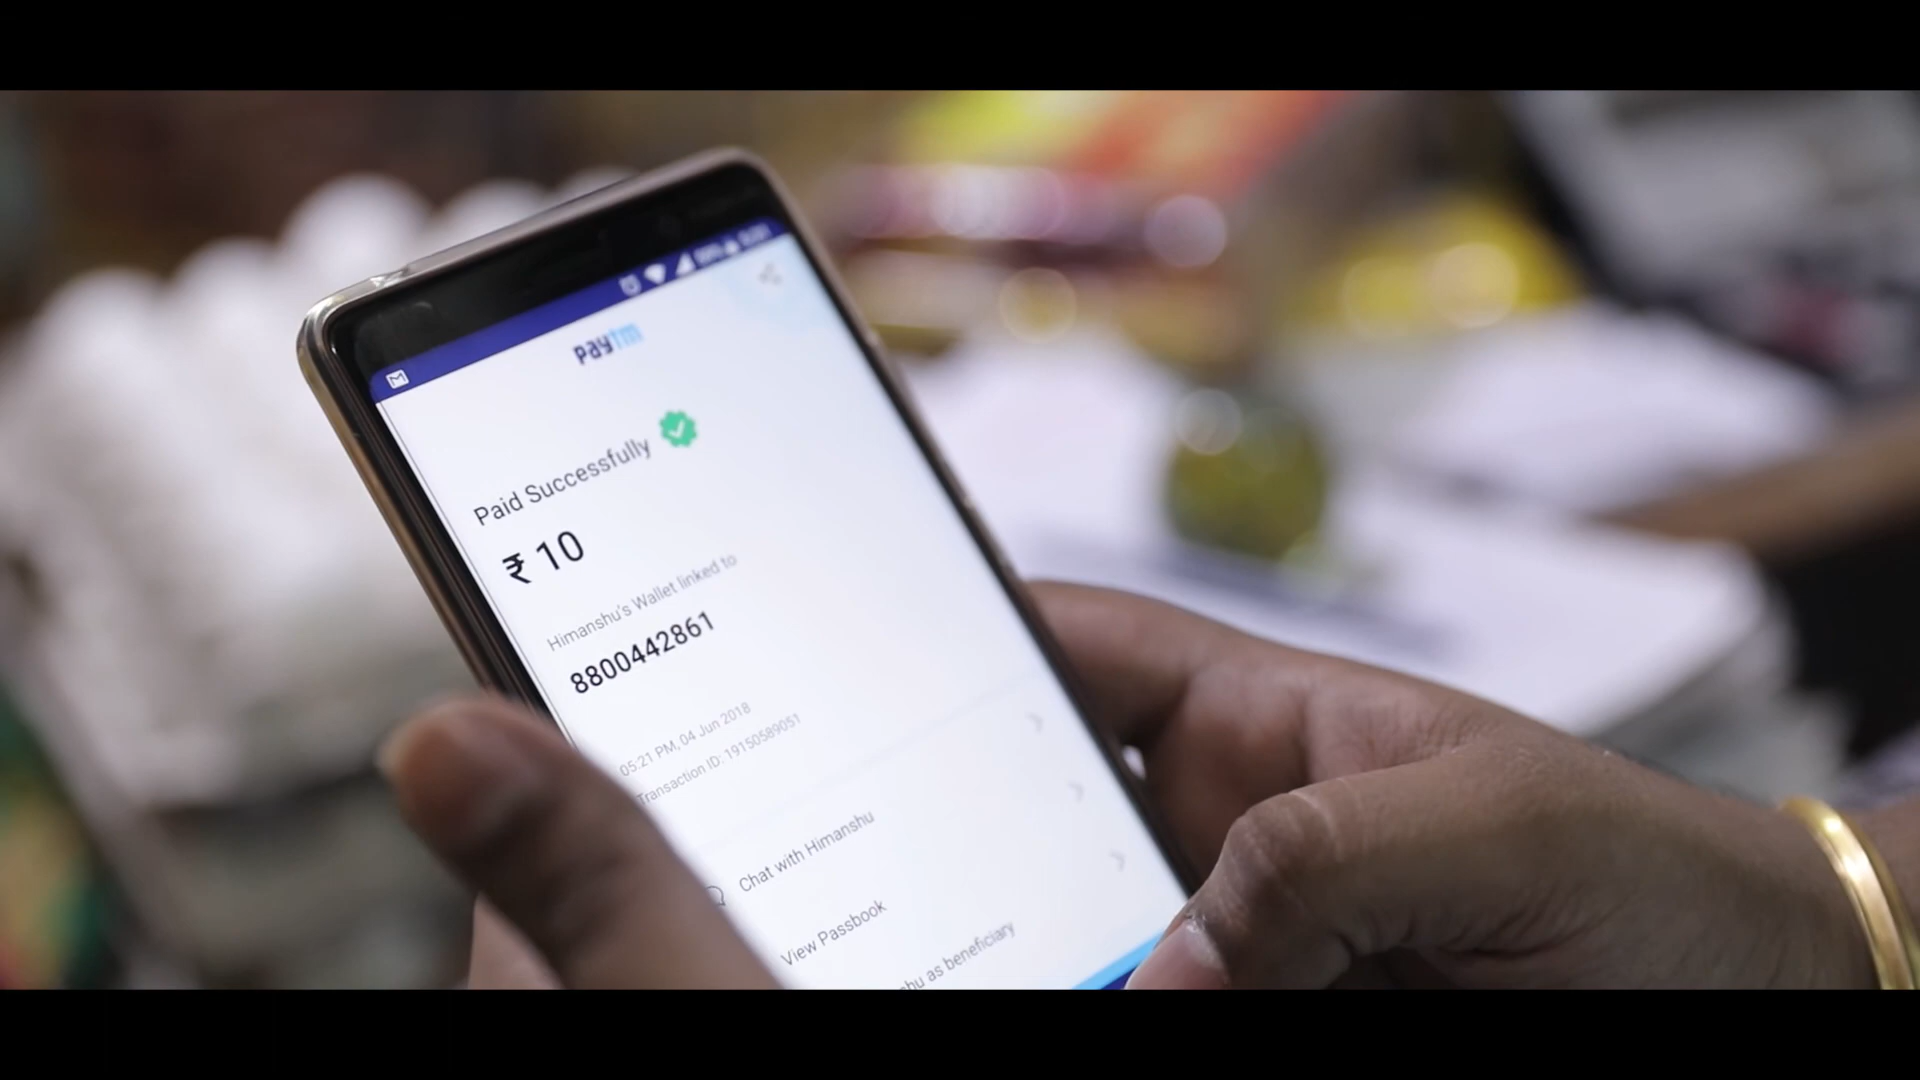 paytm
Paid Successfully
₹ 10
Himanshu's Wallet linked to
8800442861
05:21 PM, 04 Jun 2018
Transaction ID: 19150589051
Chat with Himanshu
View Passbook
as beneficiary